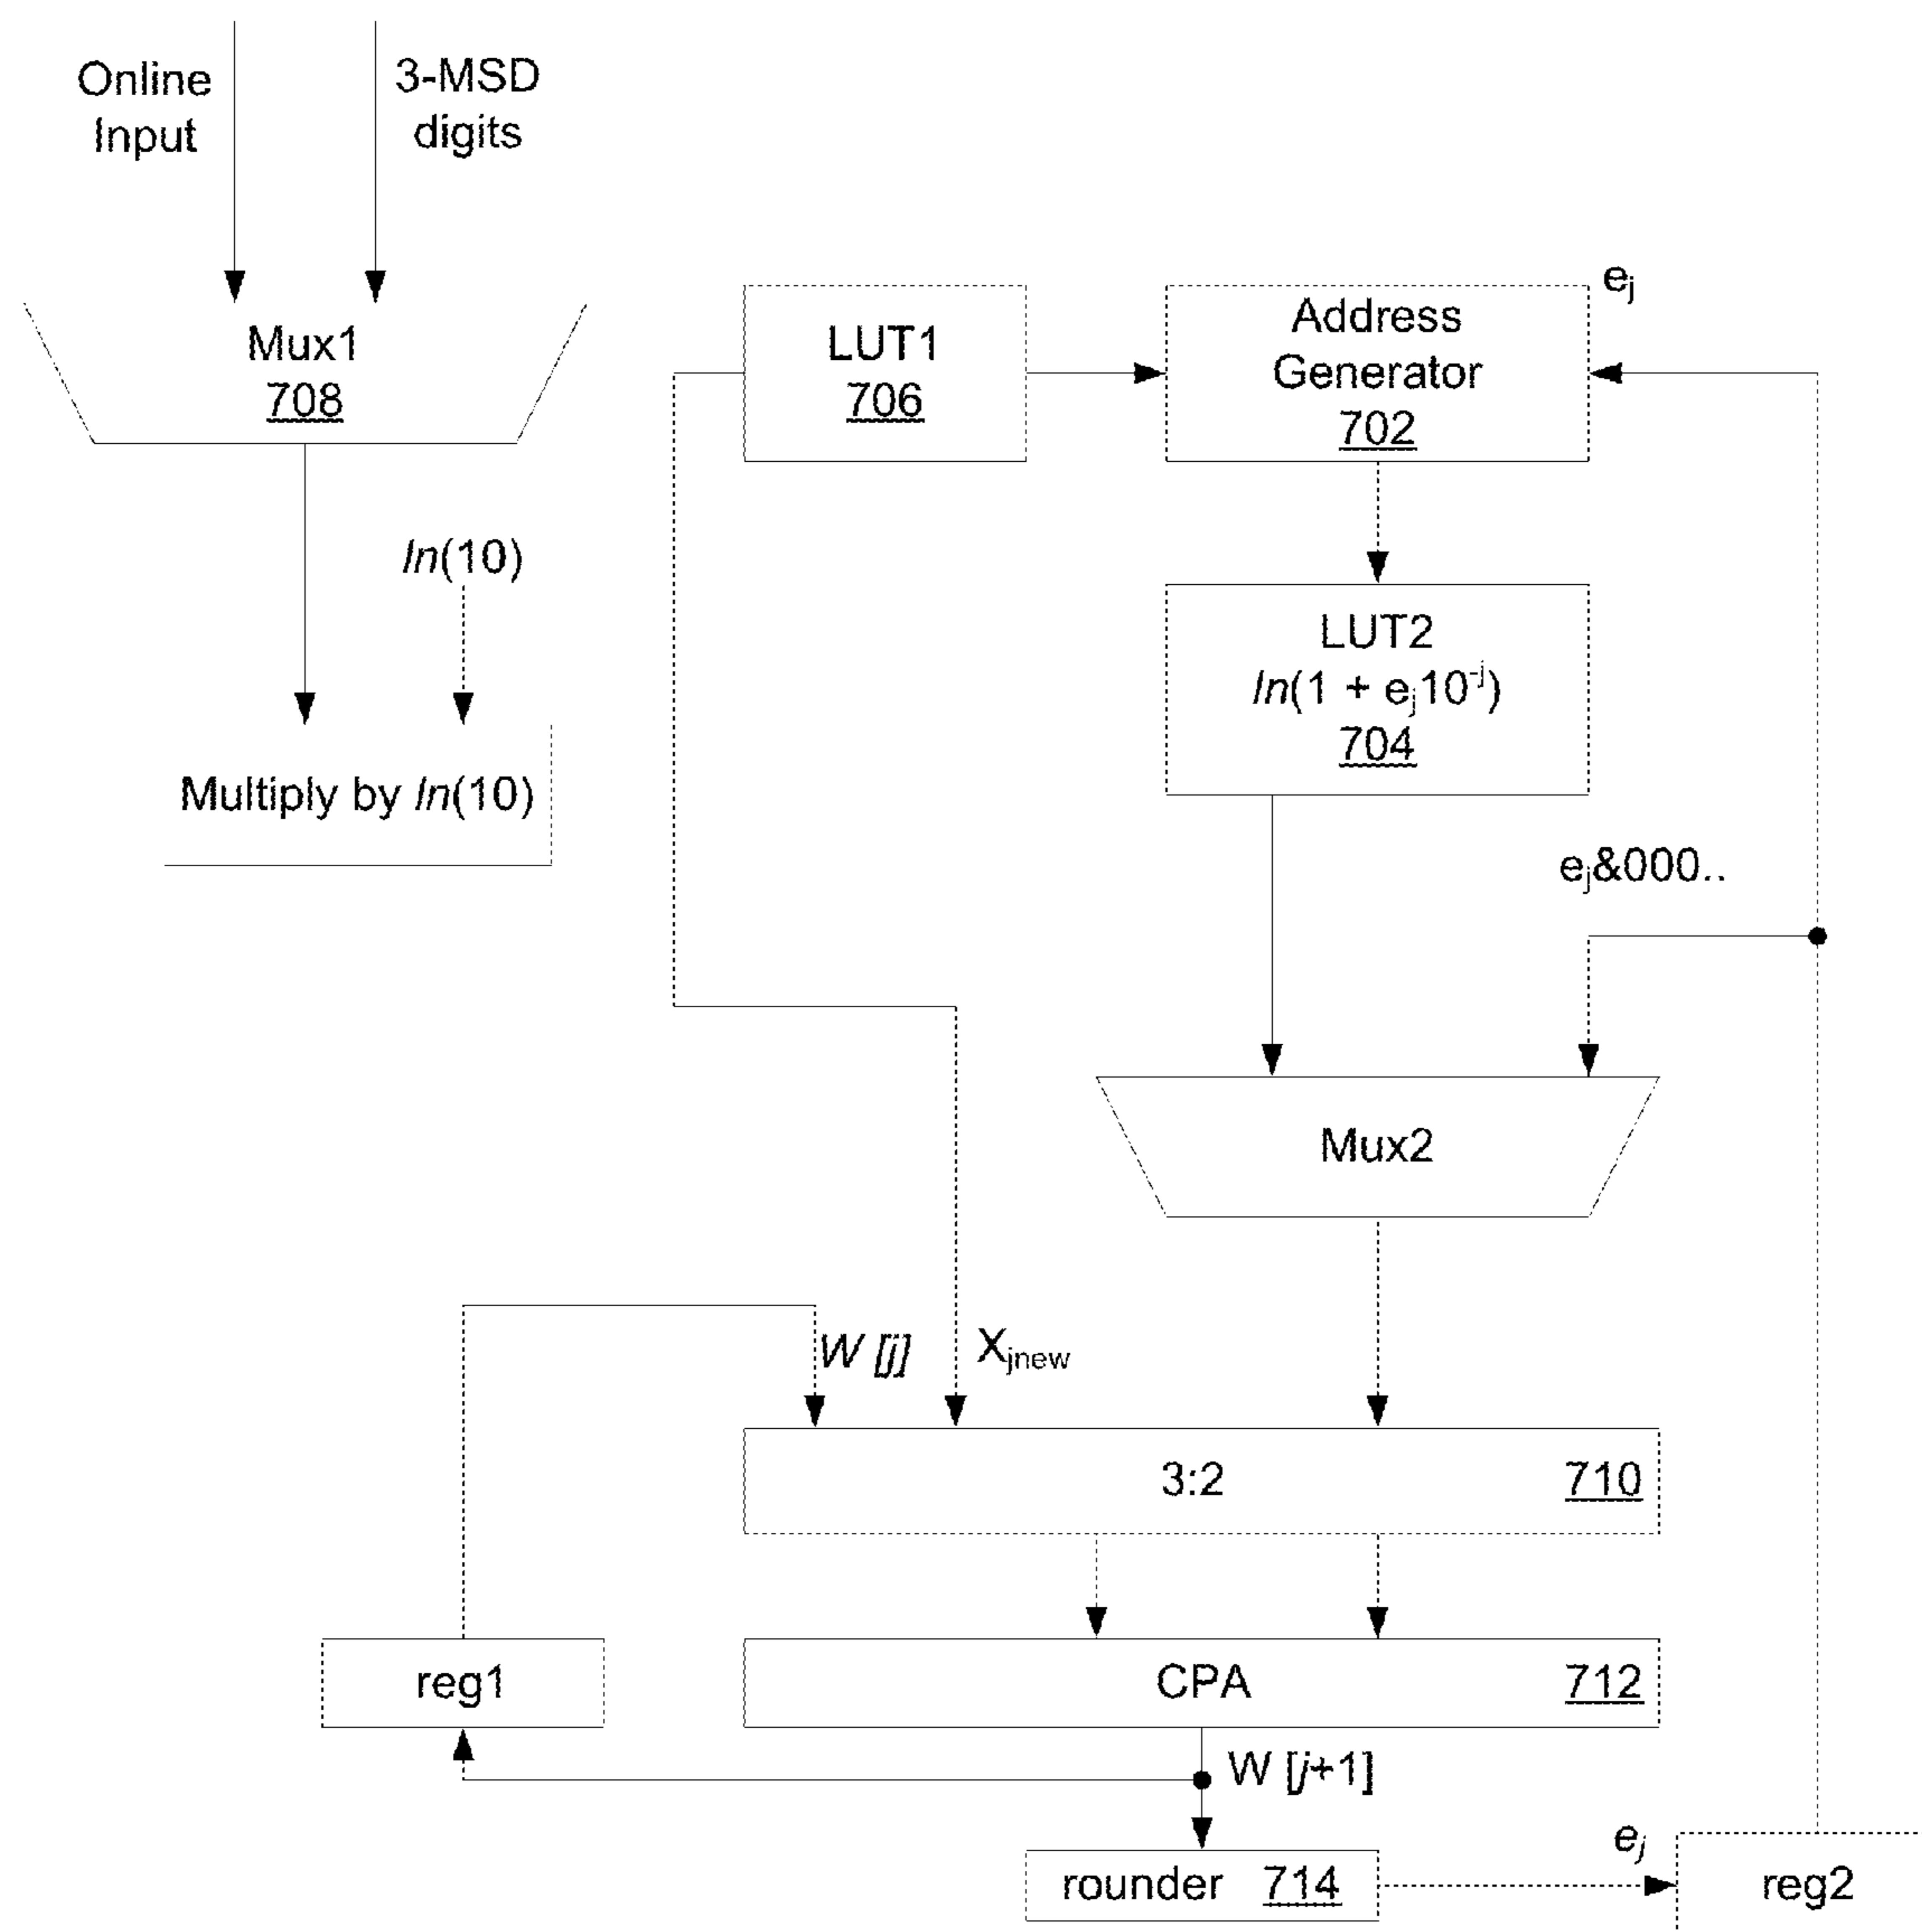 Online
Input
3-MSD
digits
Mux1
708
ln(10)
Multiply by ln(10)
LUT1
706
Address
Generator
702
ej
LUT2
ln(1 + ej10-j)
704
ej&000..
Mux2
W [j]
Xjnew
3:2
710
reg1
CPA
712
W [j+1]
rounder 714
ej
reg2